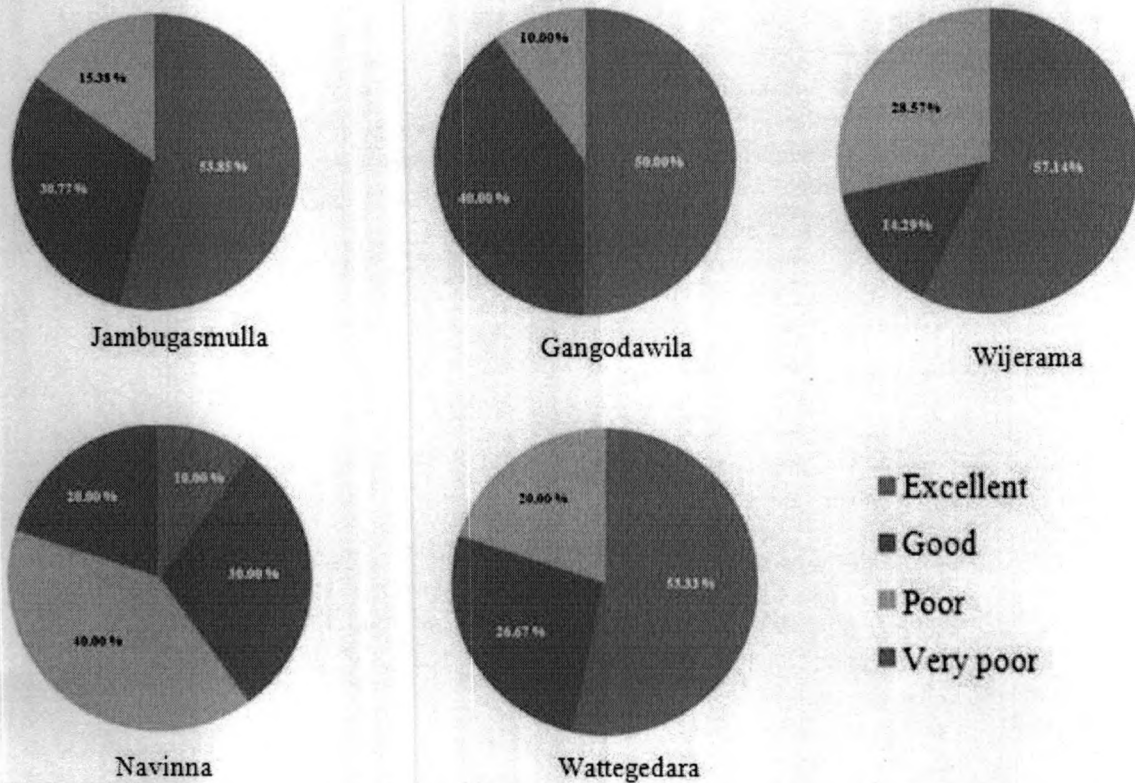 15.38 %
53.85 %
30.77 %
Jambugasmulla
10.00 %
50.00 %
40.00 %
Gangodawila
28.57%
57.14%
14.29%
Wijerama
20.00 %
10.00 %
30.00 %
40.00 %
Navinna
20.00 %
53.33 %
26.67 %
Wattegedara
Excellent
Good
Poor
Very poor